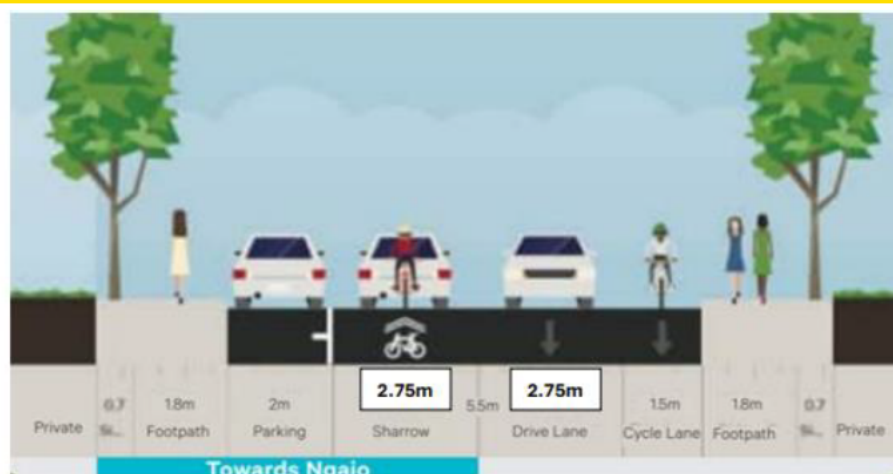 2.75m 2.75m
0.7 1.8m 2m 5.5m 1.5m 1.8m 0.7
Private Footpath Parking Sharrow Drive Lane Cycle Lane Footpath Private
Towards Ngaio